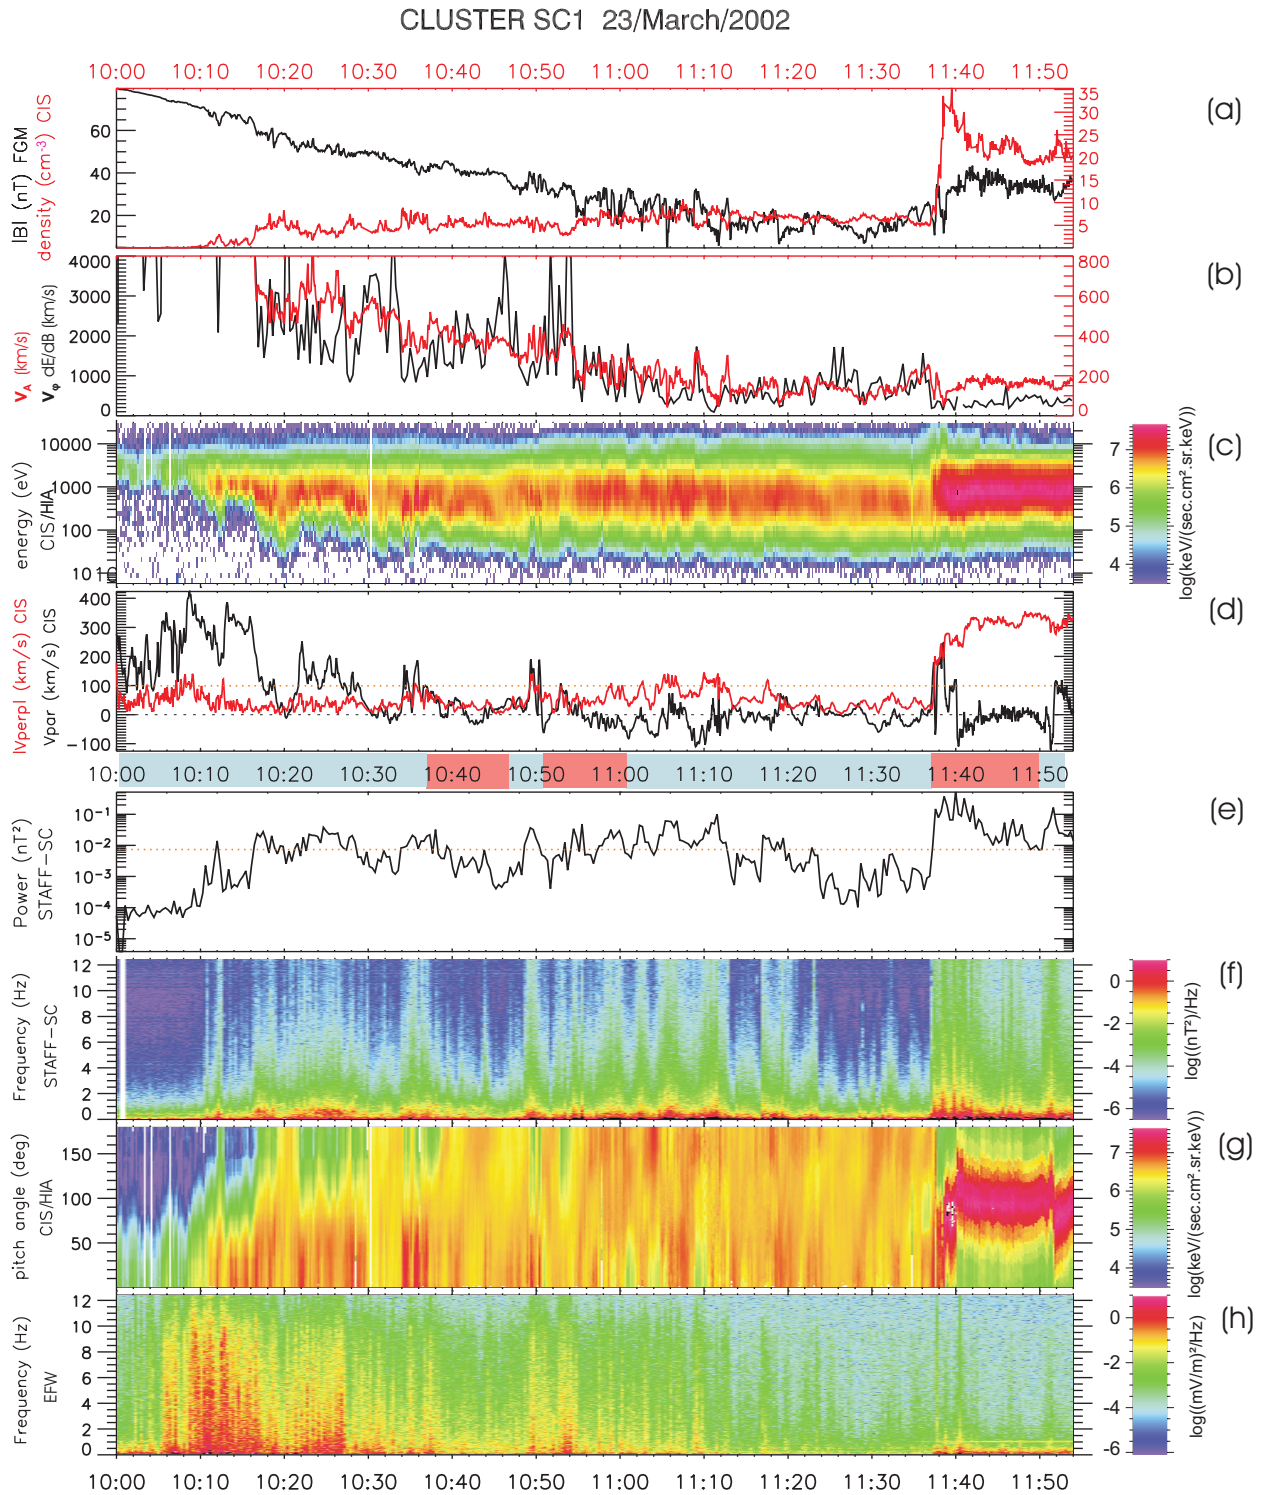 CLUSTER SC1 23/March/2002
10:00 10:10 10:20 10:30 10:40 10:50 11:00 11:10 11:20 11:30 11:40 11:50
|B| (nT) FGM
density (cm⁻³) CIS
60
40
20
35
30
25
20
15
10
5
(a)
V_A (km/s)
V_φ dE/dB (km/s)
4000
3000
2000
1000
0
800
600
400
200
0
(b)
energy (eV)
CIS/HIA
10000
1000
100
10
7
6
5
4
log(keV/(sec.cm².sr.keV))
(c)
|Vperp| (km/s) CIS
Vpar (km/s) CIS
400
300
200
100
0
−100
(d)
10:00 10:10 10:20 10:30 10:40 10:50 11:00 11:10 11:20 11:30 11:40 11:50
Power (nT²)
STAFF−SC
10⁻¹
10⁻²
10⁻³
10⁻⁴
10⁻⁵
(e)
Frequency (Hz)
STAFF−SC
12
10
8
6
4
2
0
0
-2
-4
-6
log((nT²)/Hz)
(f)
pitch angle (deg)
CIS/HIA
150
100
50
7
6
5
4
log(keV/(sec.cm².sr.keV))
(g)
Frequency (Hz)
EFW
12
10
8
6
4
2
0
0
-2
-4
-6
log((mV/m)²/Hz)
(h)
10:00 10:10 10:20 10:30 10:40 10:50 11:00 11:10 11:20 11:30 11:40 11:50